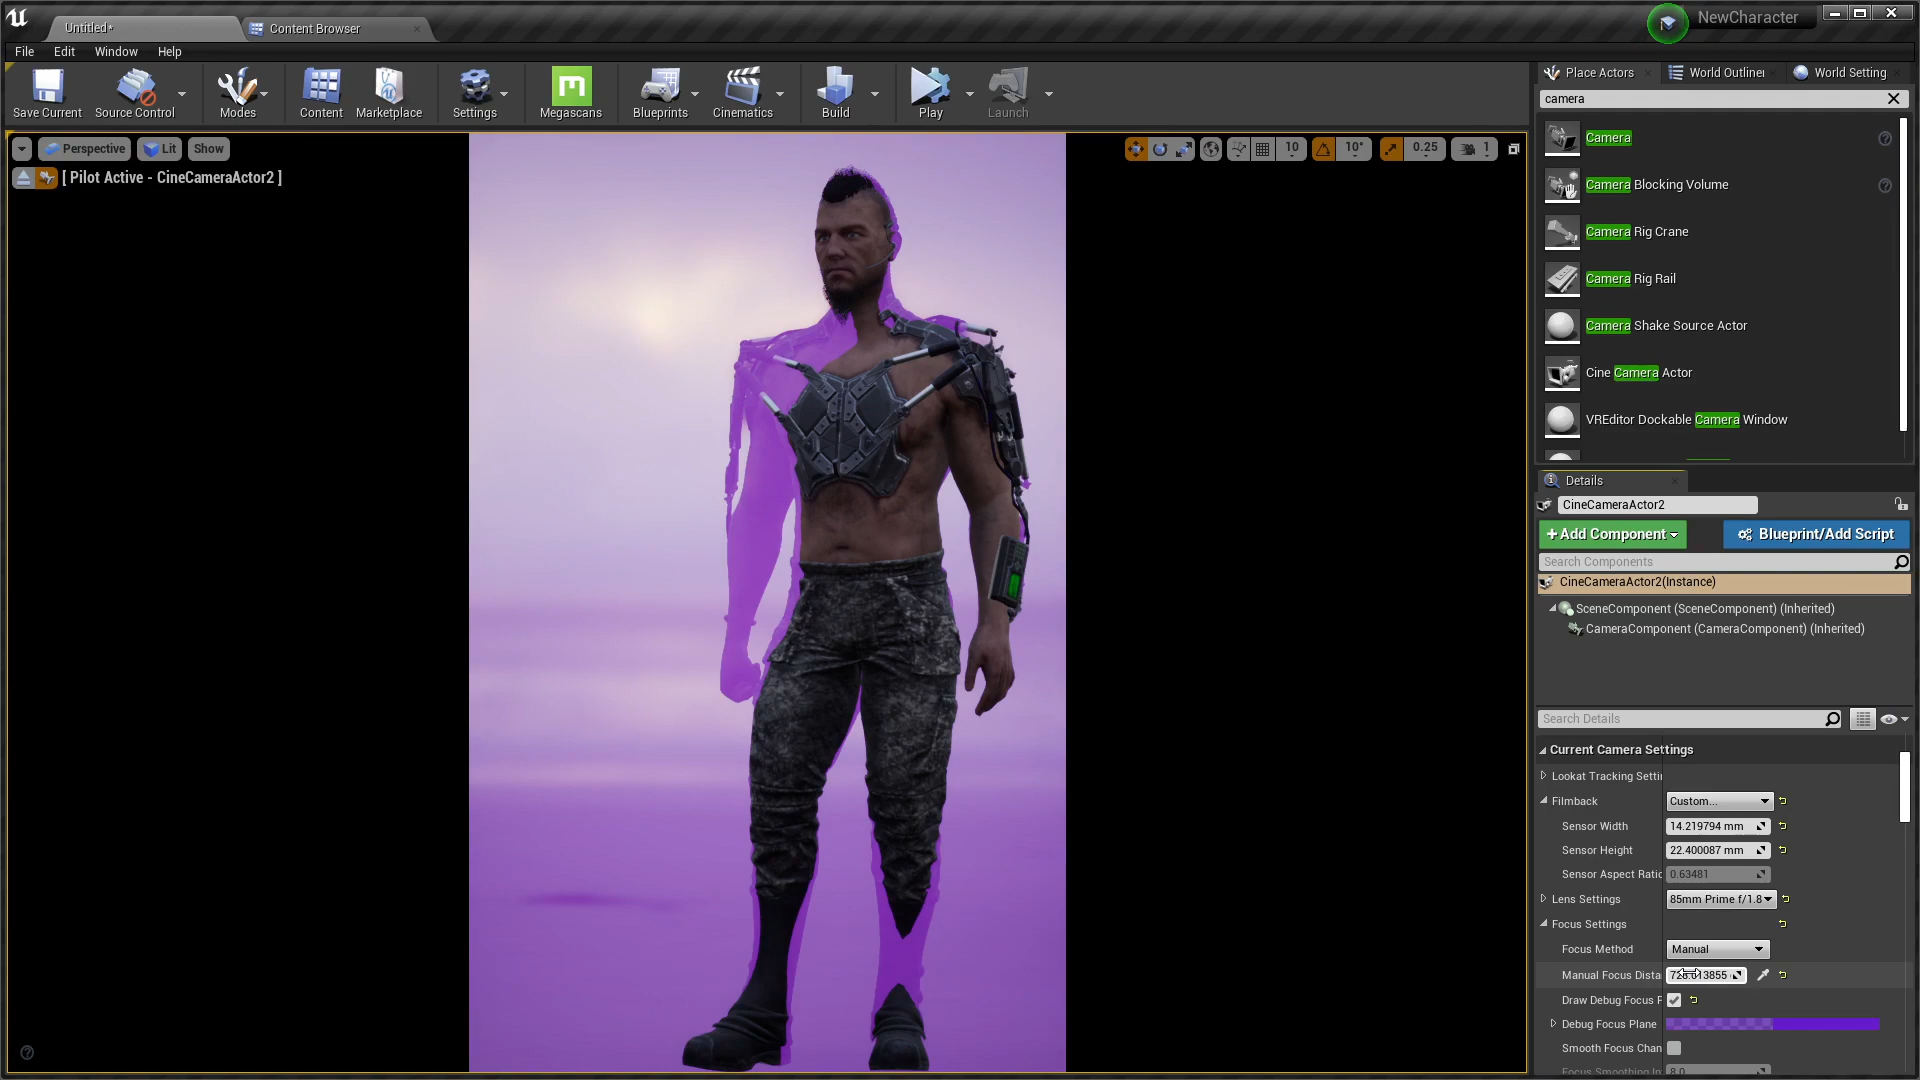 Untitled*
Content Browser
NewCharacter
File Edit Window Help
Save Current
Source Control
Modes
Content
Marketplace
Settings
Megascans
Blueprints
Cinematics
Build
Play
Launch
Perspective
Lit
Show
10
10°
0.25
1
[ Pilot Active - CineCameraActor2 ]
Place Actors
World Outliner
World Setting
camera
Camera
Camera Blocking Volume
Camera Rig Crane
Camera Rig Rail
Camera Shake Source Actor
Cine Camera Actor
VREditor Dockable Camera Window
Details
CineCameraActor2
+Add Component
Blueprint/Add Script
Search Components
CineCameraActor2(Instance)
SceneComponent (SceneComponent) (Inherited)
CameraComponent (CameraComponent) (Inherited)
Search Details
Current Camera Settings
Lookat Tracking Settin
Filmback Custom...
Sensor Width 14.219794 mm
Sensor Height 22.400087 mm
Sensor Aspect Ratio 0.63481
Lens Settings 85mm Prime f/1.8
Focus Settings
Focus Method Manual
Manual Focus Dista
Draw Debug Focus P
Debug Focus Plane
Smooth Focus Chan
Focus Smoothing In 8.0